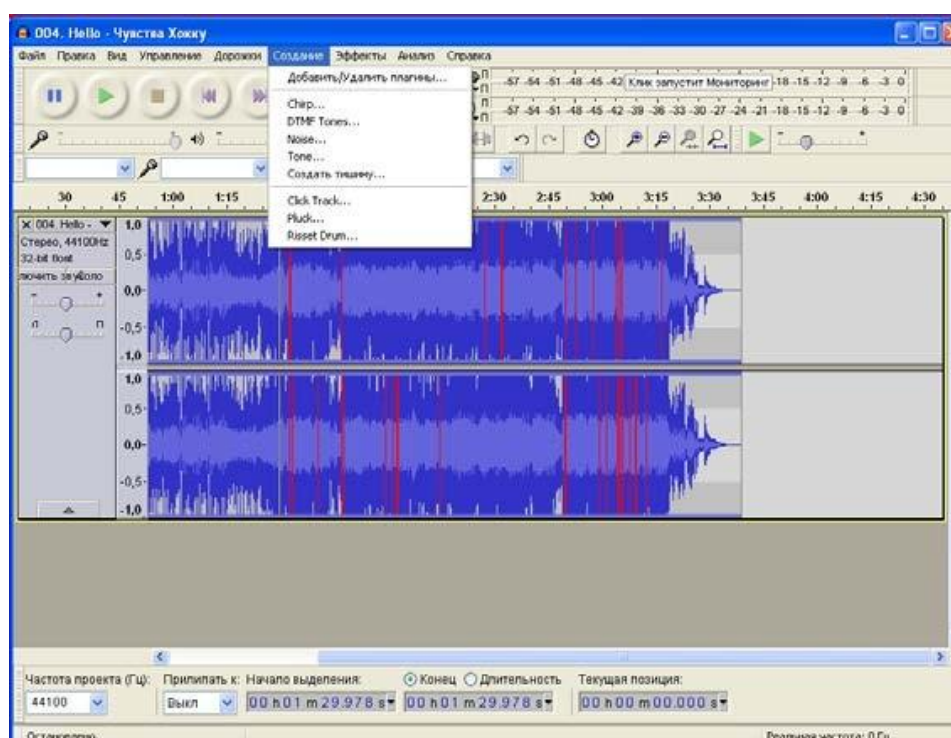 004. Hello - Чувства Хокку
Файл Правка Вид Управление Дорожки Создание Эффекты Анализ Справка
Добавить/Удалить плагины...
Chirp...
DTMF Tones...
Noise...
Tone...
Создать тишину...
Click Track...
Pluck...
Risset Drum...
Л
П
-57 -54 -51 -48 -45 -42 Клик запустит Мониторинг -18 -15 -12 -9 -6 -3 0
Л
П
-57 -54 -51 -48 -45 -42 -39 -36 -33 -30 -27 -24 -21 -18 -15 -12 -9 -6 -3 0
30 45 1:00 1:15 2:30 2:45 3:00 3:15 3:30 3:45 4:00 4:15 4:30
004. Hello -
Стерео, 44100Hz
32-bit float
Л П
1,0
0,5
0,0
-0,5
-1,0
1,0
0,5
0,0
-0,5
-1,0
Частота проекта (Гц): Прилипать к: Начало выделения: Конец Длительность Текущая позиция:
44100 Выкл 00 h 01 m 29.978 s 00 h 01 m 29.978 s 00 h 00 m 00.000 s